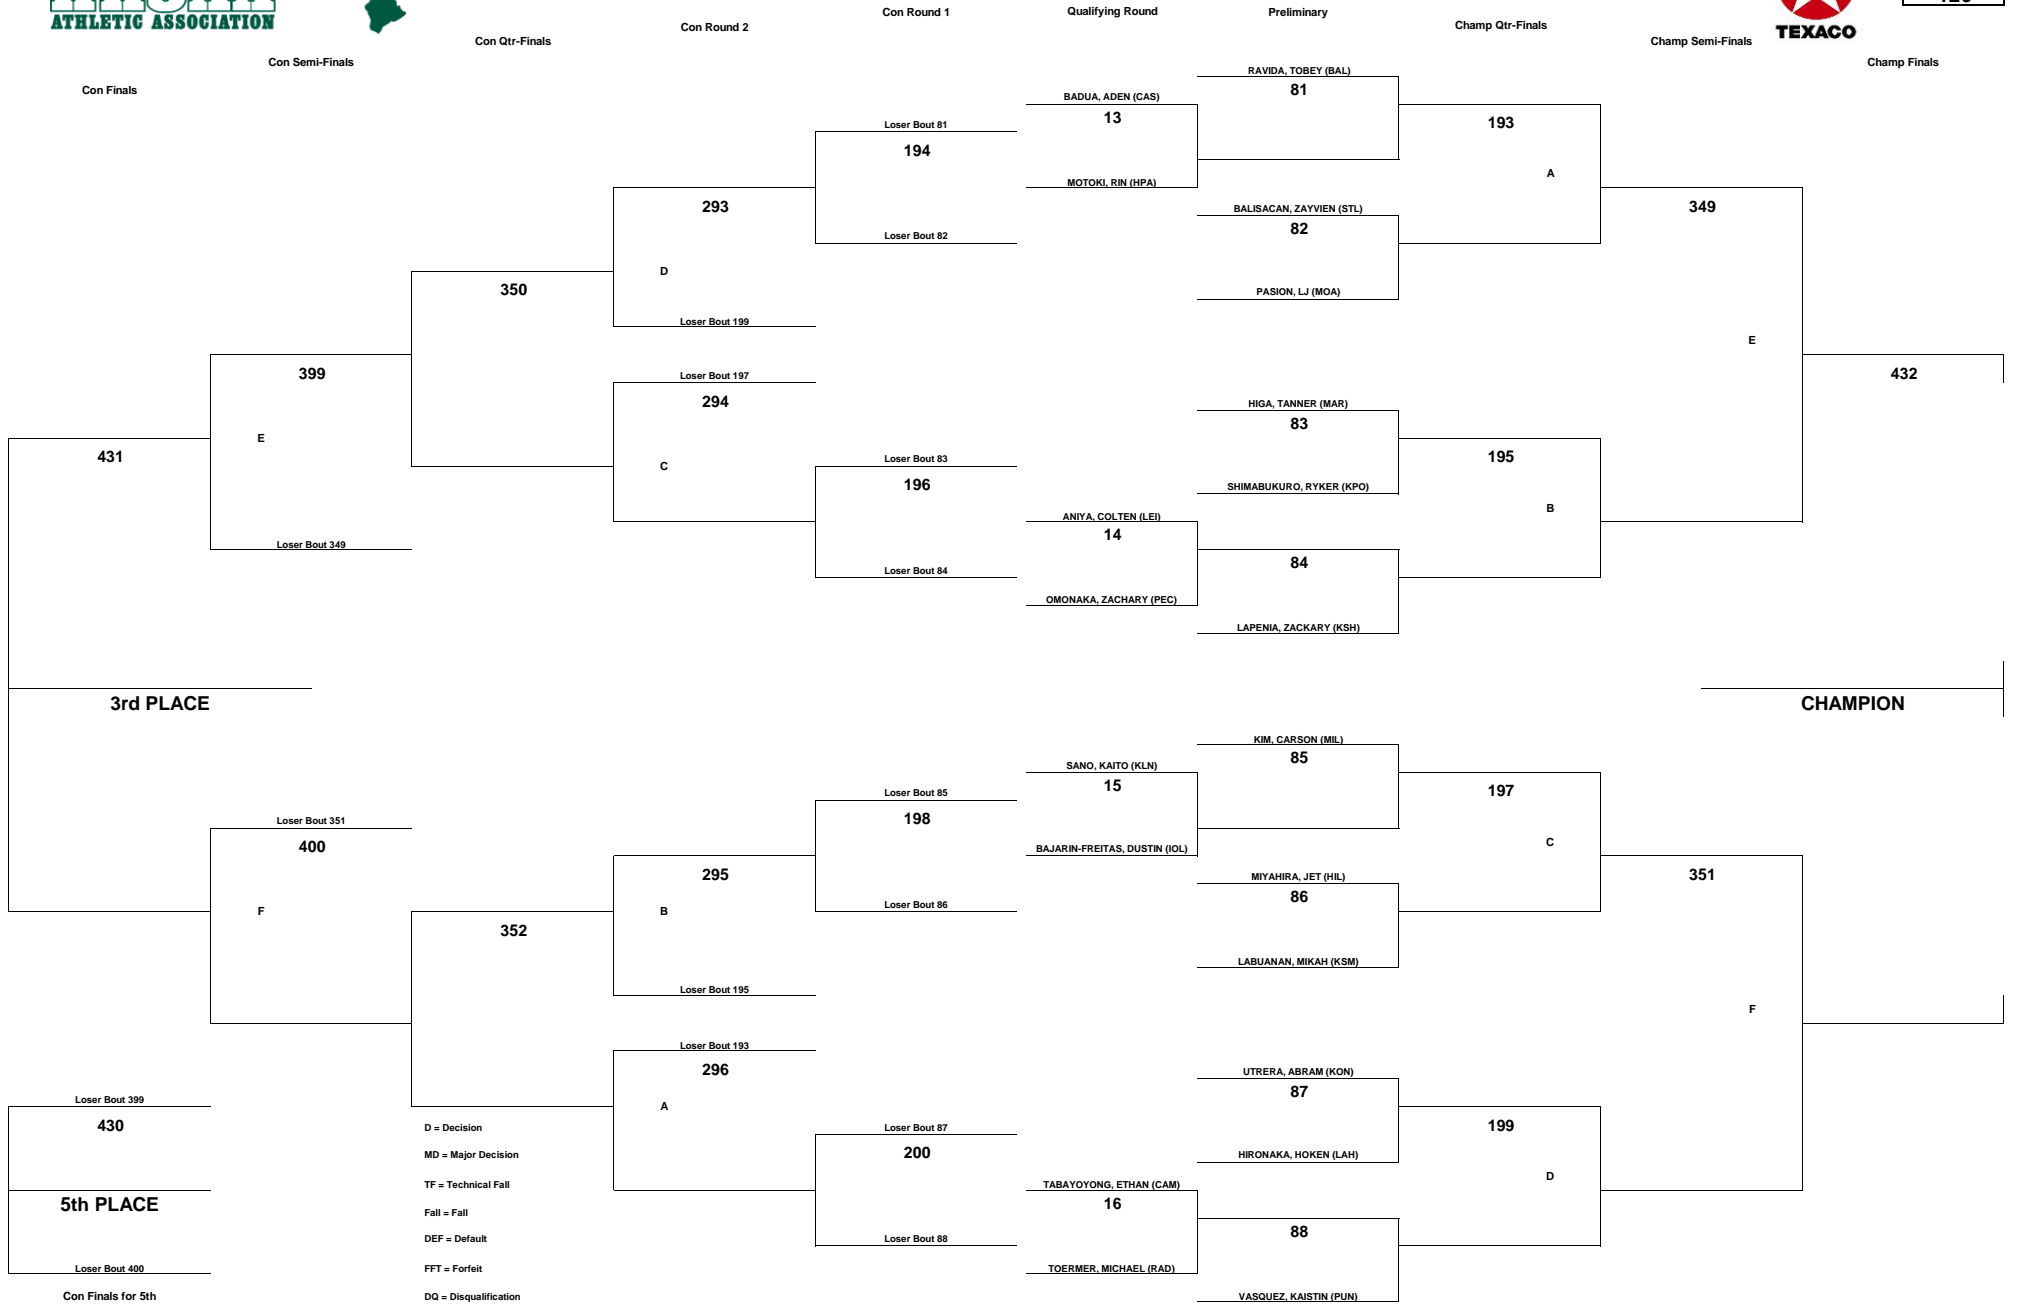 ATHLETIC ASSOCIATION
Con Round 1
Qualifying Round
Preliminary
Con Round 2
Champ Qtr-Finals
TEXACO
Con Qtr-Finals
Champ Semi-Finals
Con Semi-Finals
Champ Finals
Con Finals
RAVIDA, TOBEY (BAL)
81
BADUA, ADEN (CAS)
13
Loser Bout 81
193
194
A
MOTOKI, RIN (HPA)
293
349
BALISACAN, ZAYVIEN (STL)
82
Loser Bout 82
D
350
PASION, LJ (MOA)
Loser Bout 199
E
399
Loser Bout 197
432
294
HIGA, TANNER (MAR)
83
E
431
Loser Bout 83
195
C
196
SHIMABUKURO, RYKER (KPO)
B
ANIYA, COLTEN (LEI)
14
Loser Bout 349
84
Loser Bout 84
OMONAKA, ZACHARY (PEC)
LAPENIA, ZACKARY (KSH)
3rd PLACE
CHAMPION
KIM, CARSON (MIL)
85
SANO, KAITO (KLN)
15
Loser Bout 85
197
198
Loser Bout 351
400
C
BAJARIN-FREITAS, DUSTIN (IOL)
295
351
MIYAHIRA, JET (HIL)
86
Loser Bout 86
F
B
352
LABUANAN, MIKAH (KSM)
Loser Bout 195
F
Loser Bout 193
296
UTRERA, ABRAM (KON)
87
Loser Bout 399
A
430
199
D = Decision
Loser Bout 87
200
MD = Major Decision
HIRONAKA, HOKEN (LAH)
D
TF = Technical Fall
TABAYOYONG, ETHAN (CAM)
16
5th PLACE
Fall = Fall
88
DEF = Default
Loser Bout 88
Loser Bout 400
FFT = Forfeit
TOERMER, MICHAEL (RAD)
Con Finals for 5th
DQ = Disqualification
VASQUEZ, KAISTIN (PUN)